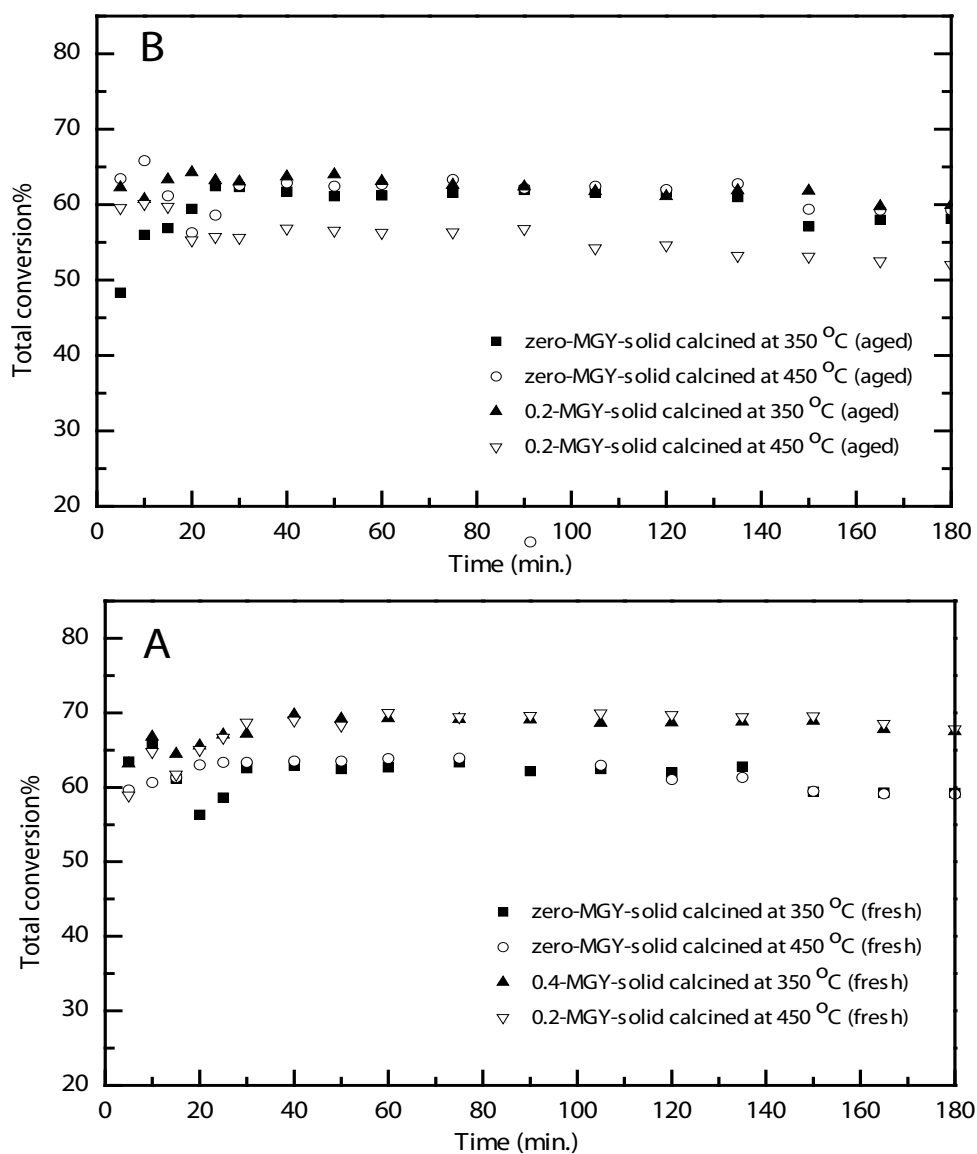 B
80
70
60
50
40
30
20
Total conversion%
zero-MGY-solid calcined at 350 °C (aged)
zero-MGY-solid calcined at 450 °C (aged)
0.2-MGY-solid calcined at 350 °C (aged)
0.2-MGY-solid calcined at 450 °C (aged)
0 20 40 60 80 100 120 140 160 180
Time (min.)
A
80
70
60
50
40
30
20
Total conversion%
zero-MGY-solid calcined at 350 °C (fresh)
zero-MGY-solid calcined at 450 °C (fresh)
0.4-MGY-solid calcined at 350 °C (fresh)
0.2-MGY-solid calcined at 450 °C (fresh)
0 20 40 60 80 100 120 140 160 180
Time (min.)